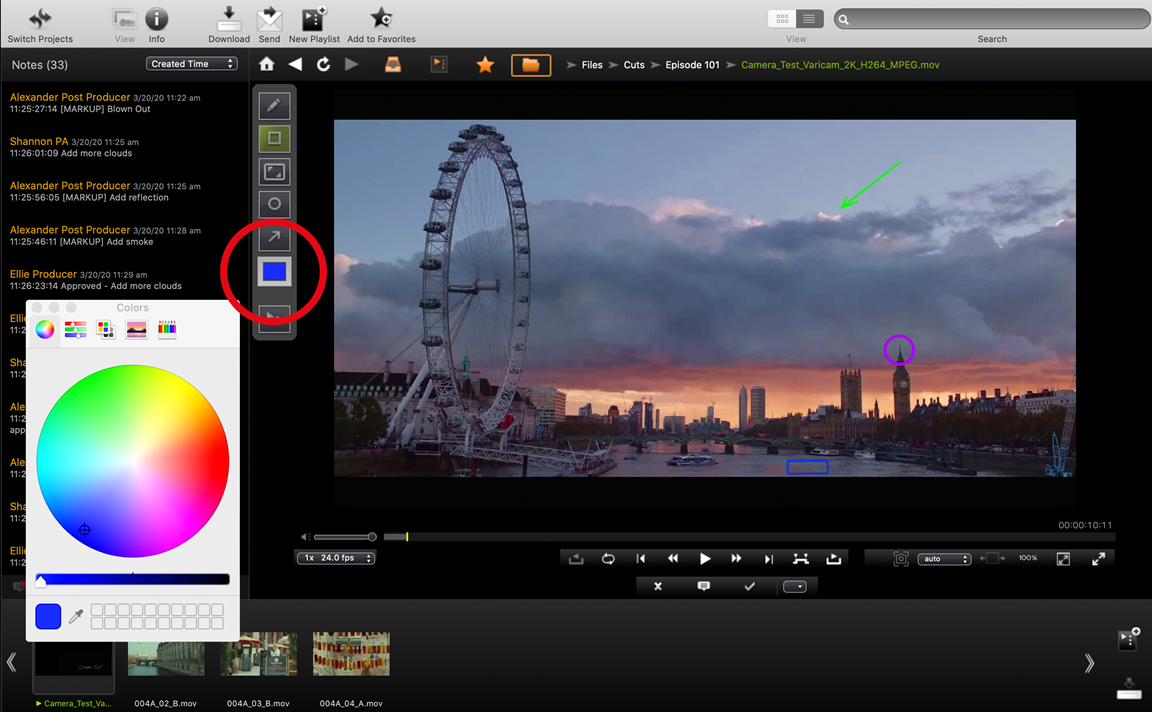 Switch Projects
View
Info
Download
Send
New Playlist
Add to Favorites
View
Search
Notes (33)
Created Time
Files
Cuts
Episode 101
Camera_Test_Varicam_2K_H264_MPEG.mov
Alexander Post Producer 3/20/20 11:22 am
11:25:27:14 [MARKUP] Blown Out
Shannon PA 3/20/20 11:25 am
11:26:01:09 Add more clouds
Alexander Post Producer 3/20/20 11:25 am
11:25:56:05 [MARKUP] Add reflection
Alexander Post Producer 3/20/20 11:28 am
11:25:46:11 [MARKUP] Add smoke
Ellie Producer 3/20/20 11:29 am
11:26:23:14 Approved - Add more clouds
Colors
Elli
11:2
Sha
11:2
Ale
11:2
app
Ale
11:2
Sha
11:2
Elli
11:2
00:00:10:11
1x 24.0 fps
auto
100%
Camera_Test_Va...
004A_02_B.mov
004A_03_B.mov
004A_04_A.mov